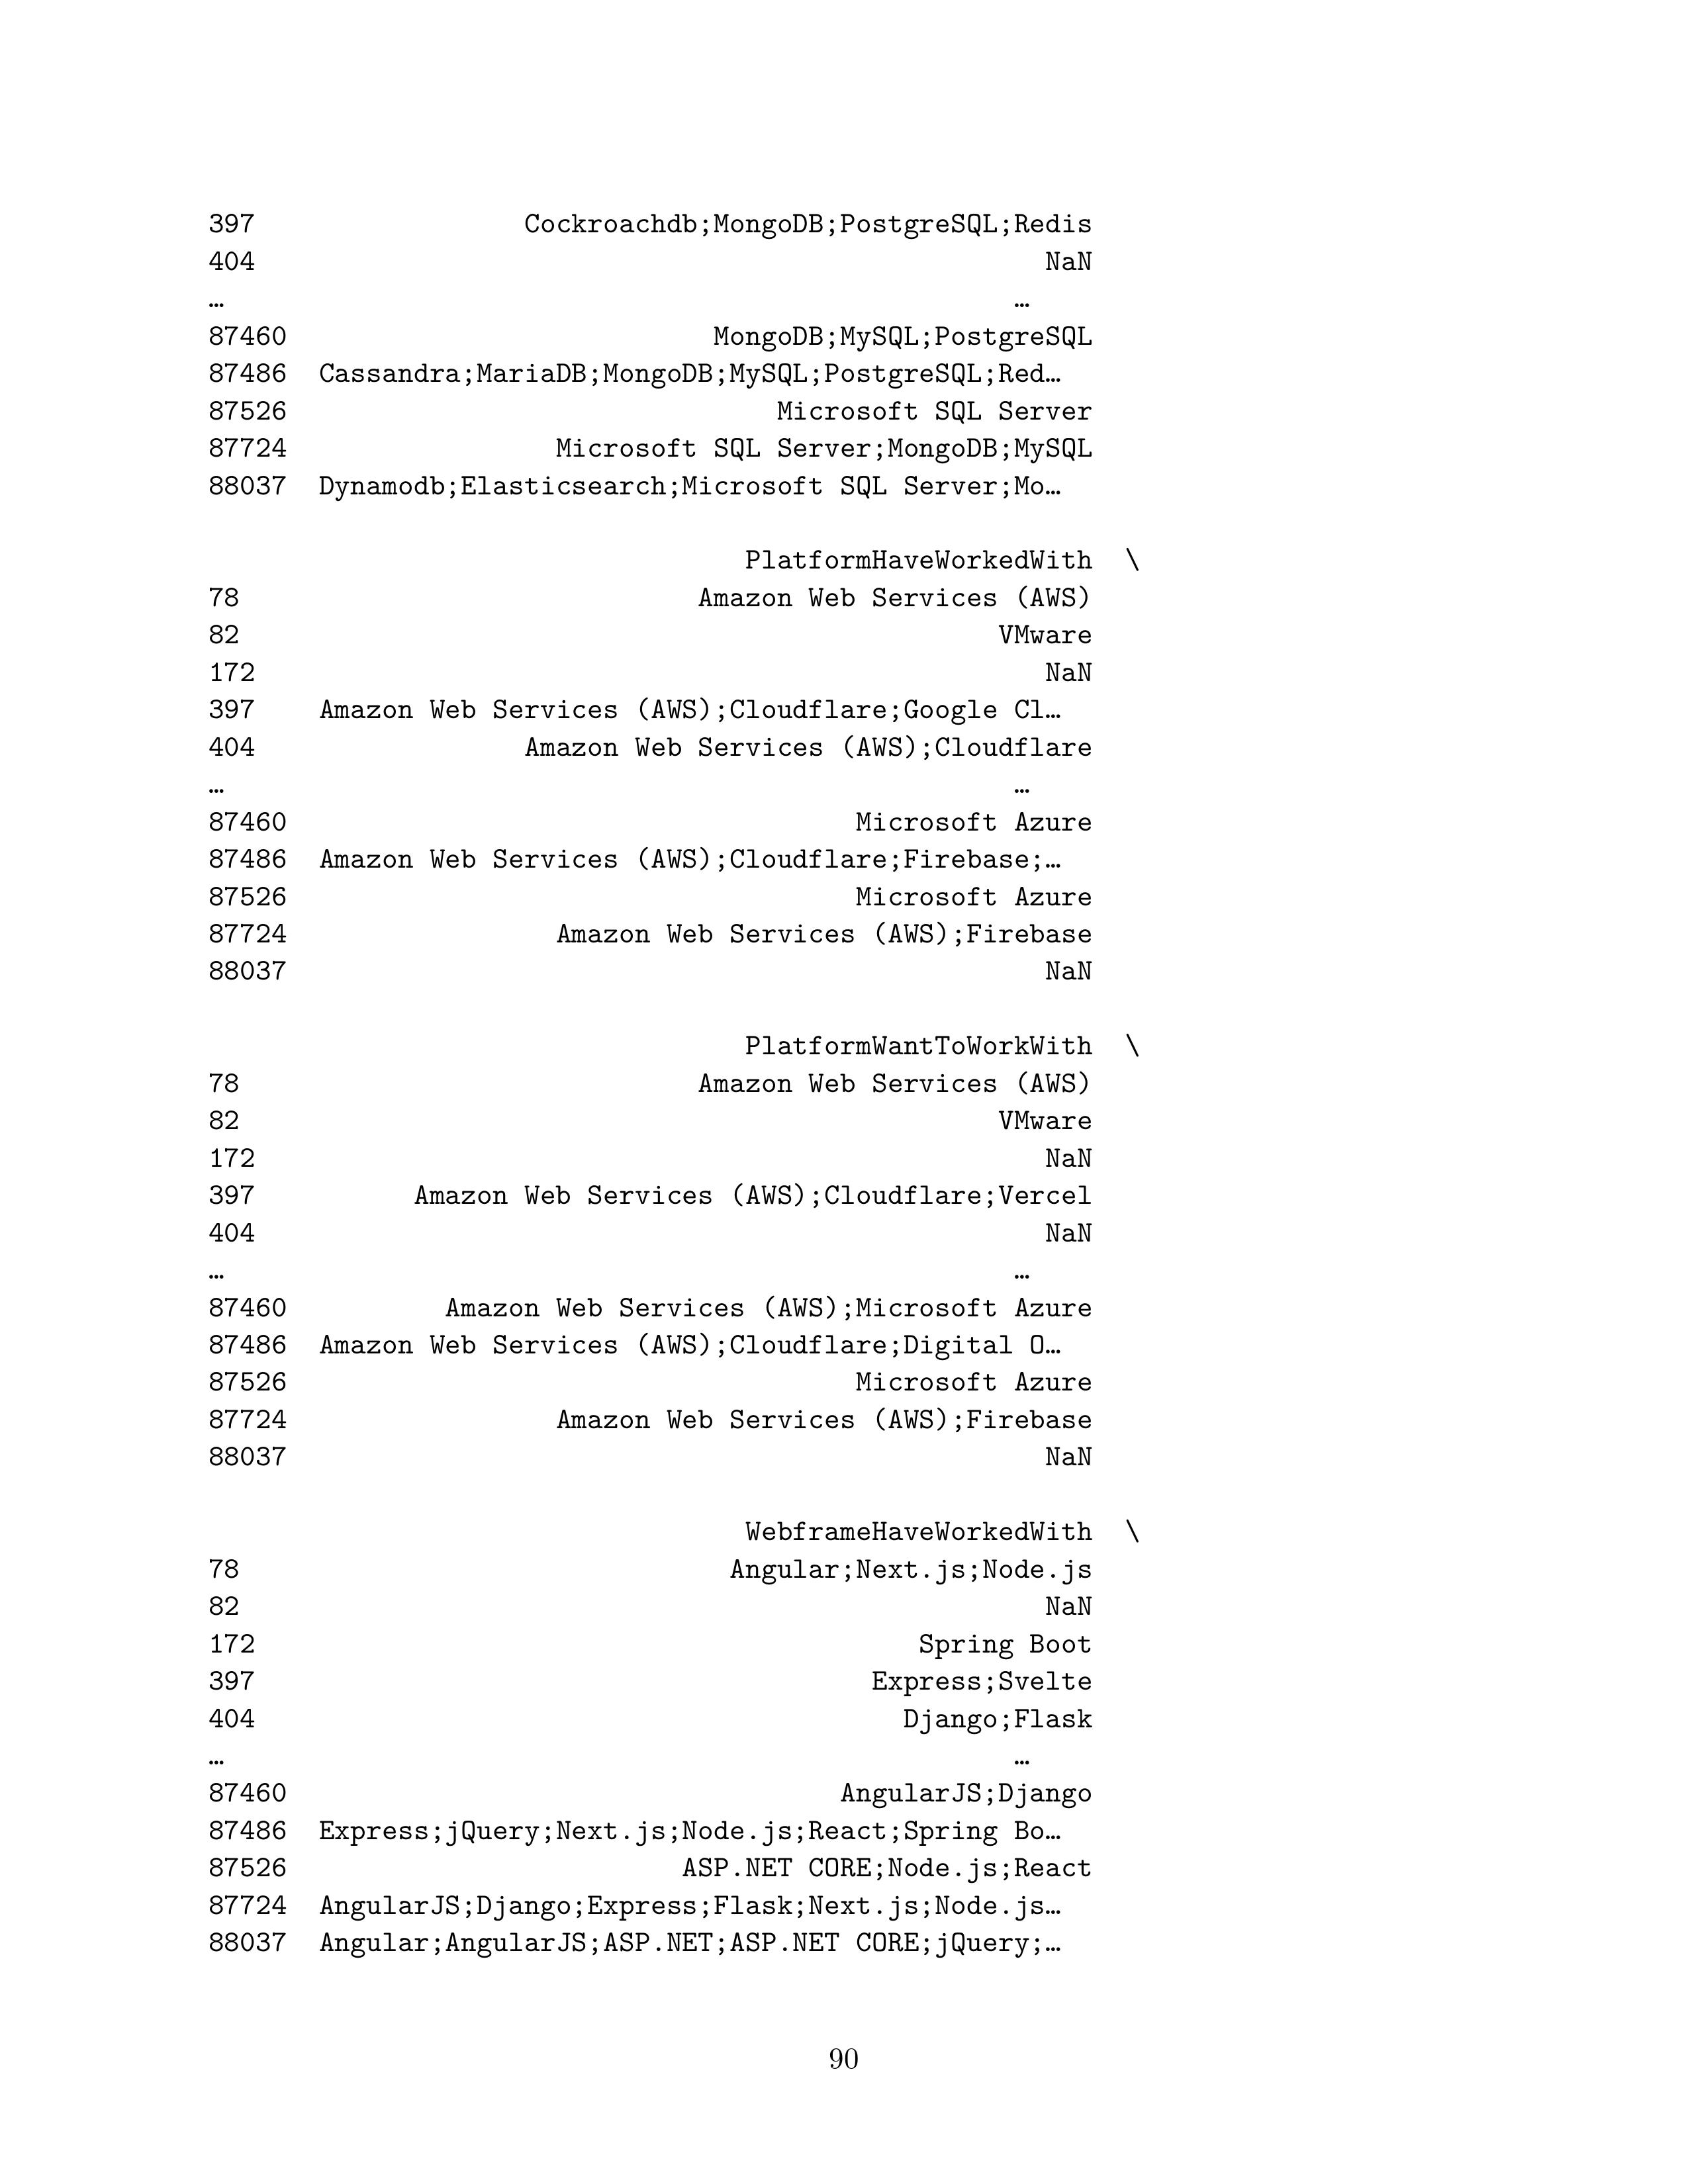 397                 Cockroachdb;MongoDB;PostgreSQL;Redis
404                                                  NaN
…                                                  …
87460                           MongoDB;MySQL;PostgreSQL
87486  Cassandra;MariaDB;MongoDB;MySQL;PostgreSQL;Red…
87526                               Microsoft SQL Server
87724                 Microsoft SQL Server;MongoDB;MySQL
88037  Dynamodb;Elasticsearch;Microsoft SQL Server;Mo…

                                  PlatformHaveWorkedWith  \
78                             Amazon Web Services (AWS)
82                                                VMware
172                                                  NaN
397    Amazon Web Services (AWS);Cloudflare;Google Cl…
404                 Amazon Web Services (AWS);Cloudflare
…                                                  …
87460                                    Microsoft Azure
87486  Amazon Web Services (AWS);Cloudflare;Firebase;…
87526                                    Microsoft Azure
87724                 Amazon Web Services (AWS);Firebase
88037                                                NaN

                                  PlatformWantToWorkWith  \
78                             Amazon Web Services (AWS)
82                                                VMware
172                                                  NaN
397          Amazon Web Services (AWS);Cloudflare;Vercel
404                                                  NaN
…                                                  …
87460          Amazon Web Services (AWS);Microsoft Azure
87486  Amazon Web Services (AWS);Cloudflare;Digital O…
87526                                    Microsoft Azure
87724                 Amazon Web Services (AWS);Firebase
88037                                                NaN

                                  WebframeHaveWorkedWith  \
78                               Angular;Next.js;Node.js
82                                                   NaN
172                                          Spring Boot
397                                       Express;Svelte
404                                         Django;Flask
…                                                  …
87460                                   AngularJS;Django
87486  Express;jQuery;Next.js;Node.js;React;Spring Bo…
87526                         ASP.NET CORE;Node.js;React
87724  AngularJS;Django;Express;Flask;Next.js;Node.js…
88037  Angular;AngularJS;ASP.NET;ASP.NET CORE;jQuery;…

90